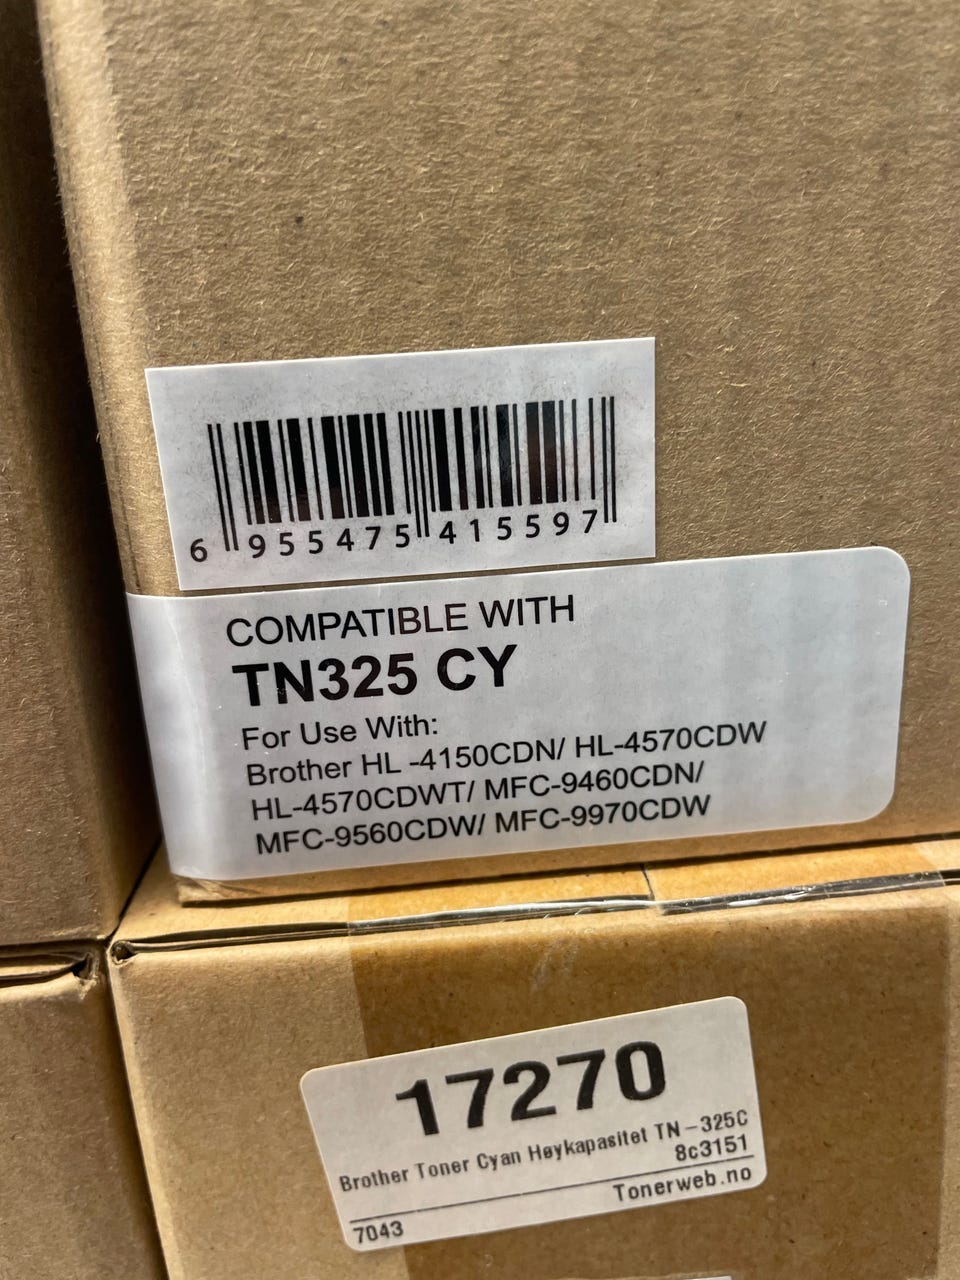 6 955475 415597
COMPATIBLE WITH
TN325 CY
For Use With:
Brother HL -4150CDN/ HL-4570CDW
HL-4570CDWT/ MFC-9460CDN/
MFC-9560CDW/ MFC-9970CDW
17270
Brother Toner Cyan Høykapasitet TN-325C
8c3151
Tonerweb.no
7043